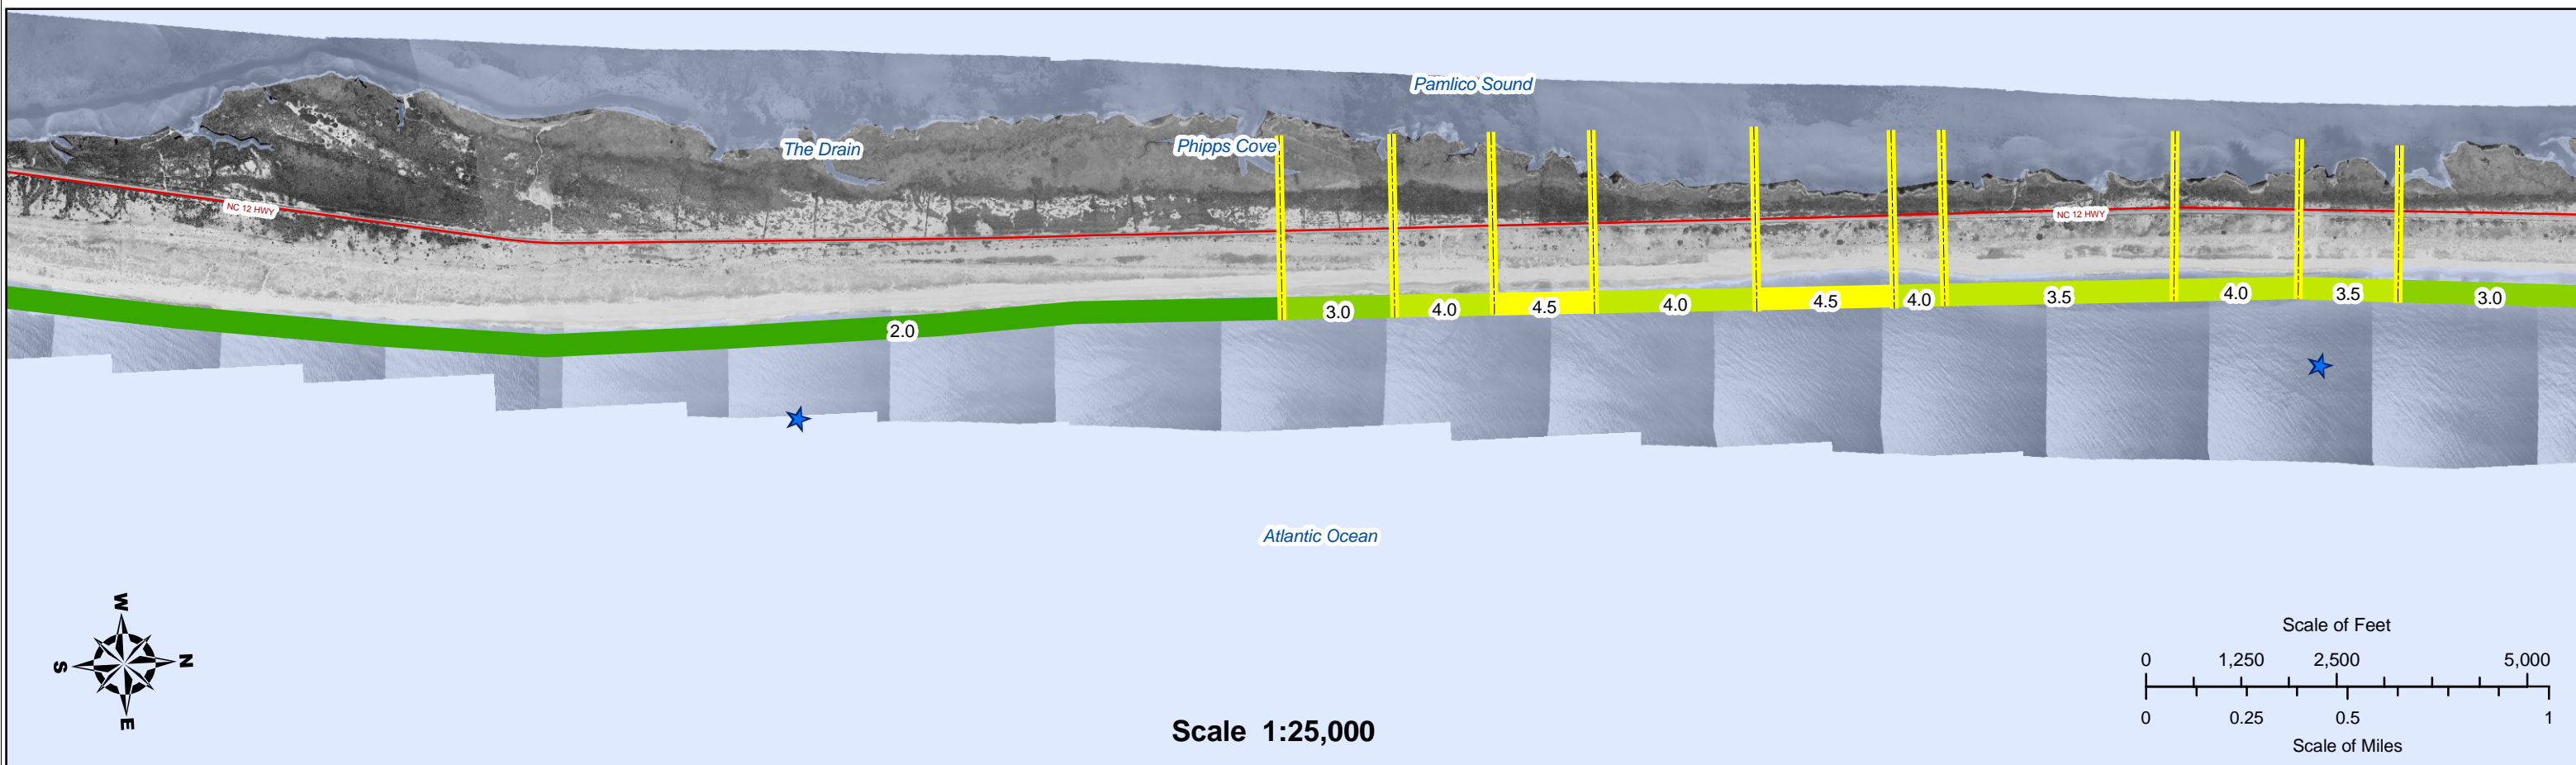 Pamlico Sound
The Drain
Phipps Cove
NC 12 HWY
NC 12 HWY
2.0
3.0
4.0
4.5
4.0
4.5
4.0
3.5
4.0
3.5
3.0
Atlantic Ocean
W
N
S
E
Scale 1:25,000
Scale of Feet
0 1,250 2,500 5,000
0 0.25 0.5 1
Scale of Miles